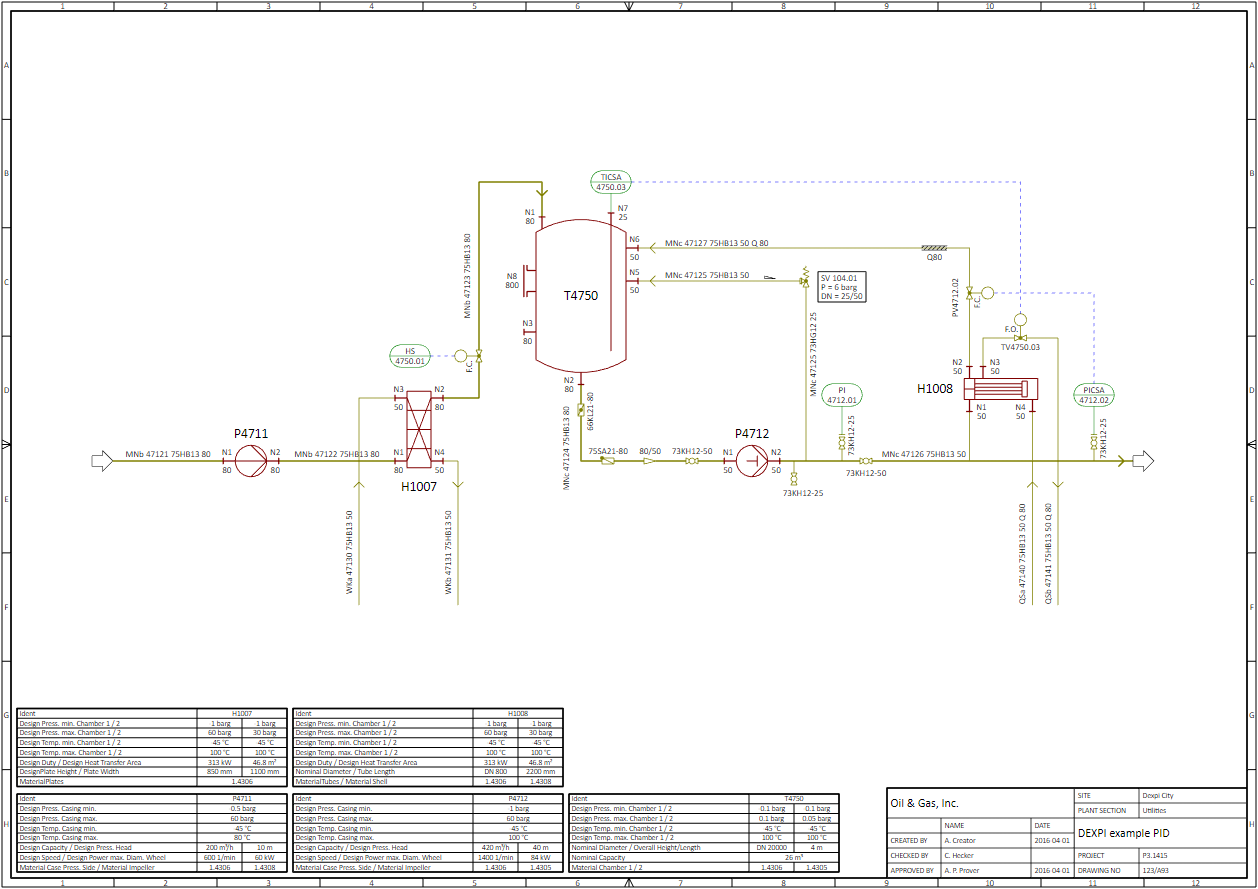 1 2 3 4 5 6 7 8 9 10 11 12
A A
B B
C C
D D
E E
F F
G G
H H
1 2 3 4 5 6 7 8 9 10 11 12
TICSA
4750.03
N7
25
N1
80
N6
50
MNc 47127 75HB13 50 Q 80
Q80
N5
50
MNc 47125 75HB13 50
SV 104.01
P = 6 barg
DN = 25/50
N8
800
T4750
N3
80
N2
80
MNb 47123 75HB13 80
HS
4750.01
F.C.
MNc 47125 73HG12 25
PV4712.02
F.C.
F.O.
TV4750.03
N2
50
N3
50
H1008
N1
50
N4
50
PI
4712.01
PICSA
4712.02
N3
50
N2
80
N1
80
N4
50
H1007
66KL21-80
MNc 47124 75HB13 80
73KH12-25
73KH12-25
P4711
N1
80
N2
80
MNb 47121 75HB13 80
MNb 47122 75HB13 80
75SA21-80
80/50
73KH12-50
P4712
N1
50
N2
50
73KH12-25
73KH12-50
MNc 47126 75HB13 50
WKa 47130 75HB13 50
WKb 47131 75HB13 50
QSa 47140 75HB13 50 Q 80
QSb 47141 75HB13 50 Q 80
Ident H1007
Design Press. min. Chamber 1 / 2 1 barg 1 barg
Design Press. max. Chamber 1 / 2 60 barg 30 barg
Design Temp. min Chamber 1 / 2 45 °C 45 °C
Design Temp. max. Chamber 1 / 2 100 °C 100 °C
Design Duty / Design Heat Transfer Area 313 kW 46.8 m²
DesignPlate Height / Plate Width 850 mm 1100 mm
MaterialPlates 1.4306
Ident H1008
Design Press. min. Chamber 1 / 2 1 barg 1 barg
Design Press. max. Chamber 1 / 2 60 barg 30 barg
Design Temp. min Chamber 1 / 2 45 °C 45 °C
Design Temp. max. Chamber 1 / 2 100 °C 100 °C
Design Duty / Design Heat Transfer Area 313 kW 46.8 m²
Nominal Diameter / Tube Length DN 800 2200 mm
MaterialTubes / Material Shell 1.4306 1.4308
Ident P4711
Design Press. Casing min. 0.5 barg
Design Press. Casing max. 60 barg
Design Temp. Casing min. 45 °C
Design Temp. Casing max. 80 °C
Design Capacity / Design Press. Head 200 m³/h 10 m
Design Speed / Design Power max. Diam. Wheel 600 1/min 60 kW
Material Case Press. Side / Material Impeller 1.4306 1.4308
Ident P4712
Design Press. Casing min. 1 barg
Design Press. Casing max. 60 barg
Design Temp. Casing min. 45 °C
Design Temp. Casing max. 100 °C
Design Capacity / Design Press. Head 420 m³/h 40 m
Design Speed / Design Power max. Diam. Wheel 1400 1/min 84 kW
Material Case Press. Side / Material Impeller 1.4306 1.4305
Ident T4750
Design Press. min. Chamber 1 / 2 0.1 barg 0.1 barg
Design Press. max. Chamber 1 / 2 0.1 barg 0.05 barg
Design Temp. min. Chamber 1 / 2 45 °C 45 °C
Design Temp. max. Chamber 1 / 2 100 °C 100 °C
Nominal Diameter / Overall Height/Length DN 20000 4 m
Nominal Capacity 26 m³
Material Chamber 1 / 2 1.4306 1.4305
Oil & Gas, Inc.
NAME DATE
CREATED BY A. Creator 2016 04 01
CHECKED BY C. Hecker
APPROVED BY A. P. Prover 2016 04 01
SITE Dexpi City
PLANT SECTION Utilities
DEXPI example PID
PROJECT P3.1415
DRAWING NO 123/A93